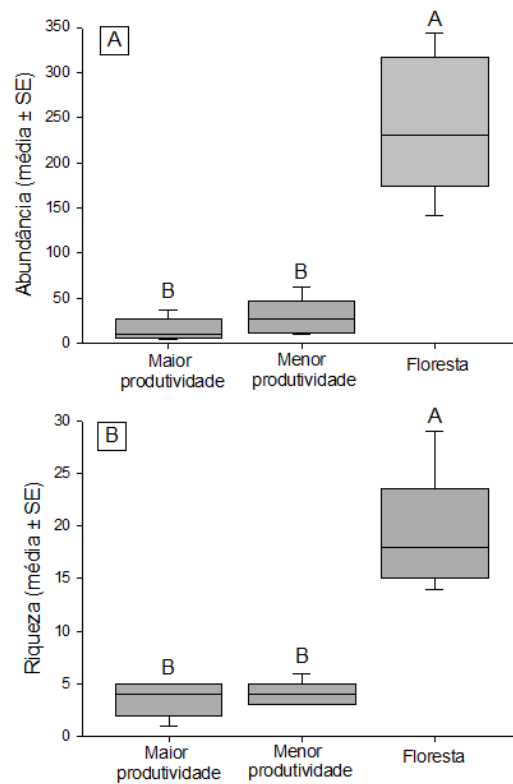 A
Abundância (média ± SE)
350
300
250
200
150
100
50
0
B
B
A
Maior
produtividade
Menor
produtividade
Floresta
B
Riqueza (média ± SE)
30
25
20
15
10
5
0
B
B
A
Maior
produtividade
Menor
produtividade
Floresta